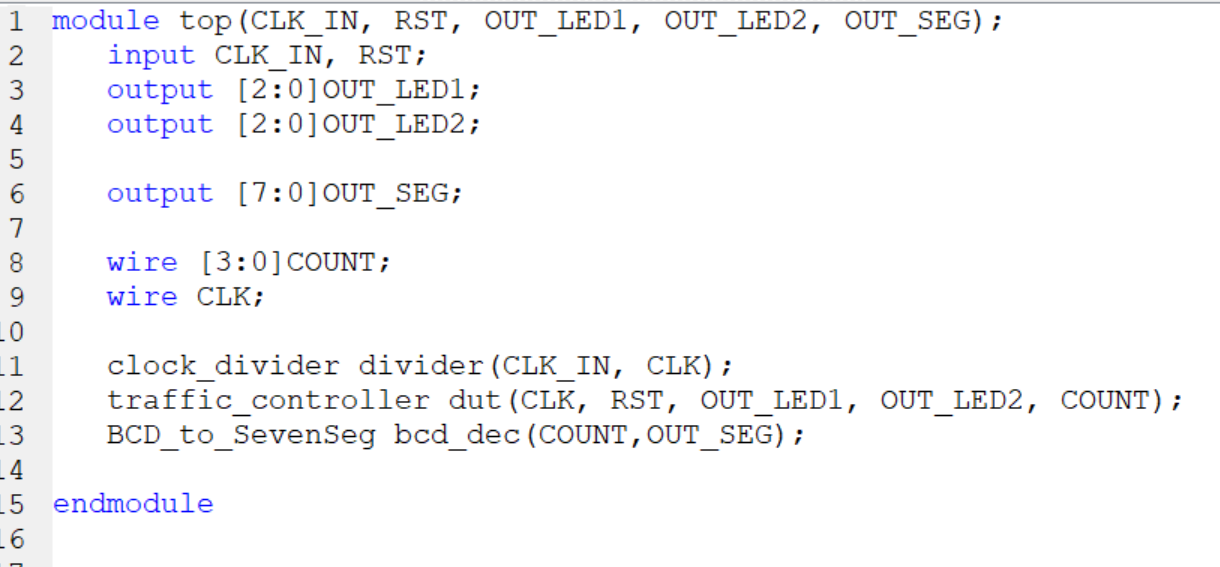 1 module top(CLK_IN, RST, OUT_LED1, OUT_LED2, OUT_SEG);
2 input CLK_IN, RST;
3 output [2:0]OUT_LED1;
4 output [2:0]OUT_LED2;
5
6 output [7:0]OUT_SEG;
7
8 wire [3:0]COUNT;
9 wire CLK;
10
11 clock_divider divider(CLK_IN, CLK);
12 traffic_controller dut(CLK, RST, OUT_LED1, OUT_LED2, COUNT);
13 BCD_to_SevenSeg bcd_dec(COUNT,OUT_SEG);
14
15 endmodule
16